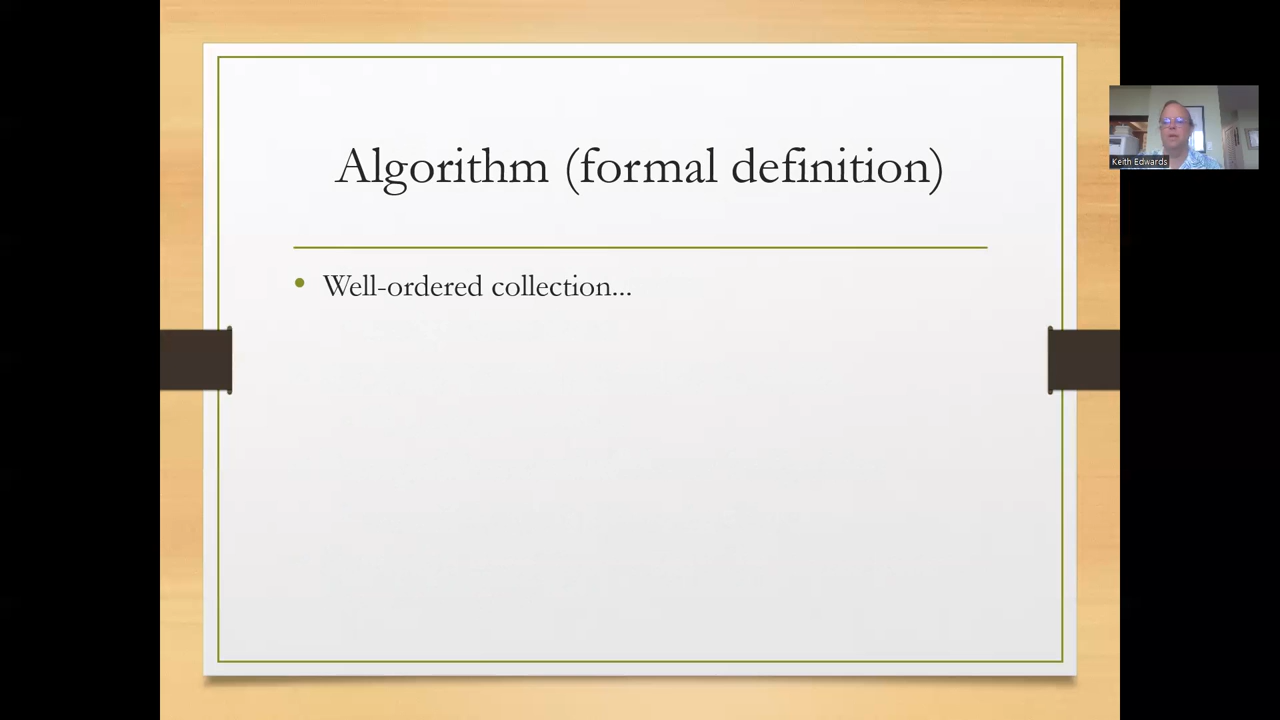 Algorithm (formal definition)
• Well-ordered collection...
Keith Edwards